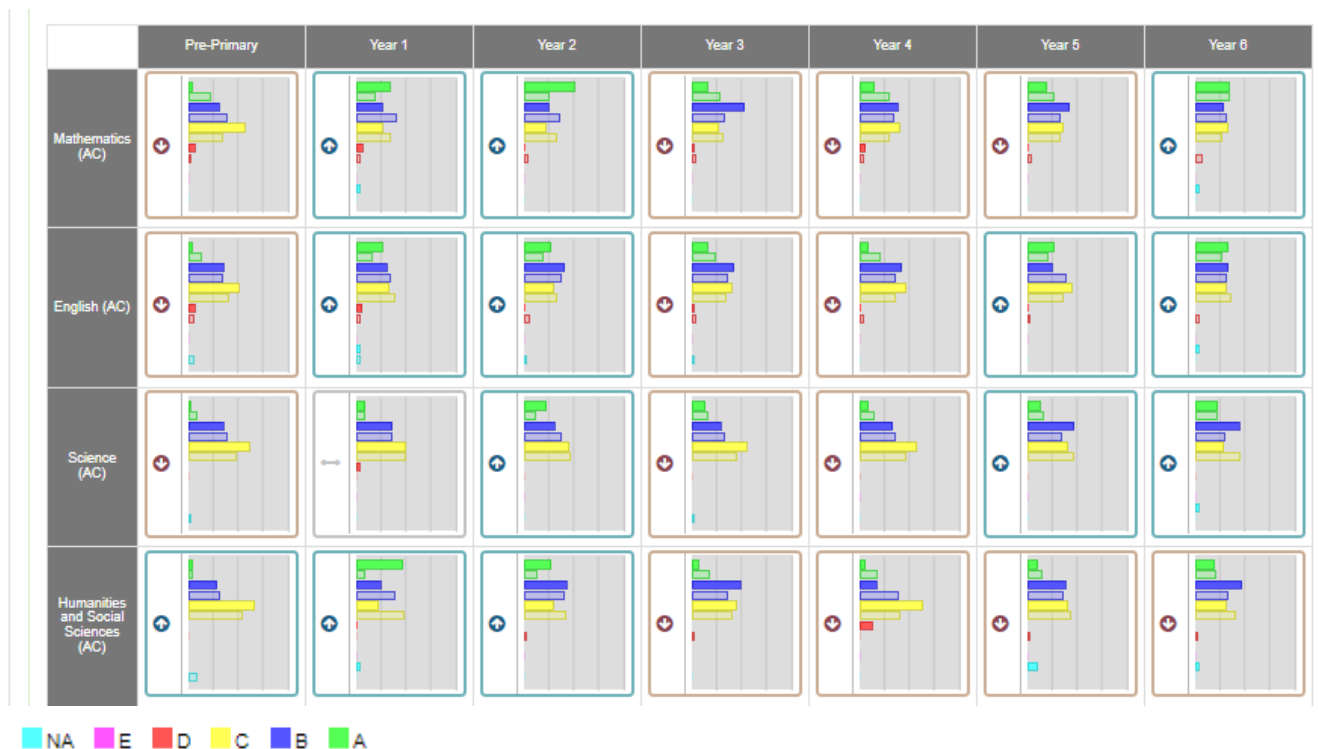 Pre-Primary Year 1 Year 2 Year 3 Year 4 Year 5 Year 6
Mathematics
(AC)
English (AC)
Science
(AC)
Humanities
and Social
Sciences
(AC)
NA E D C B A